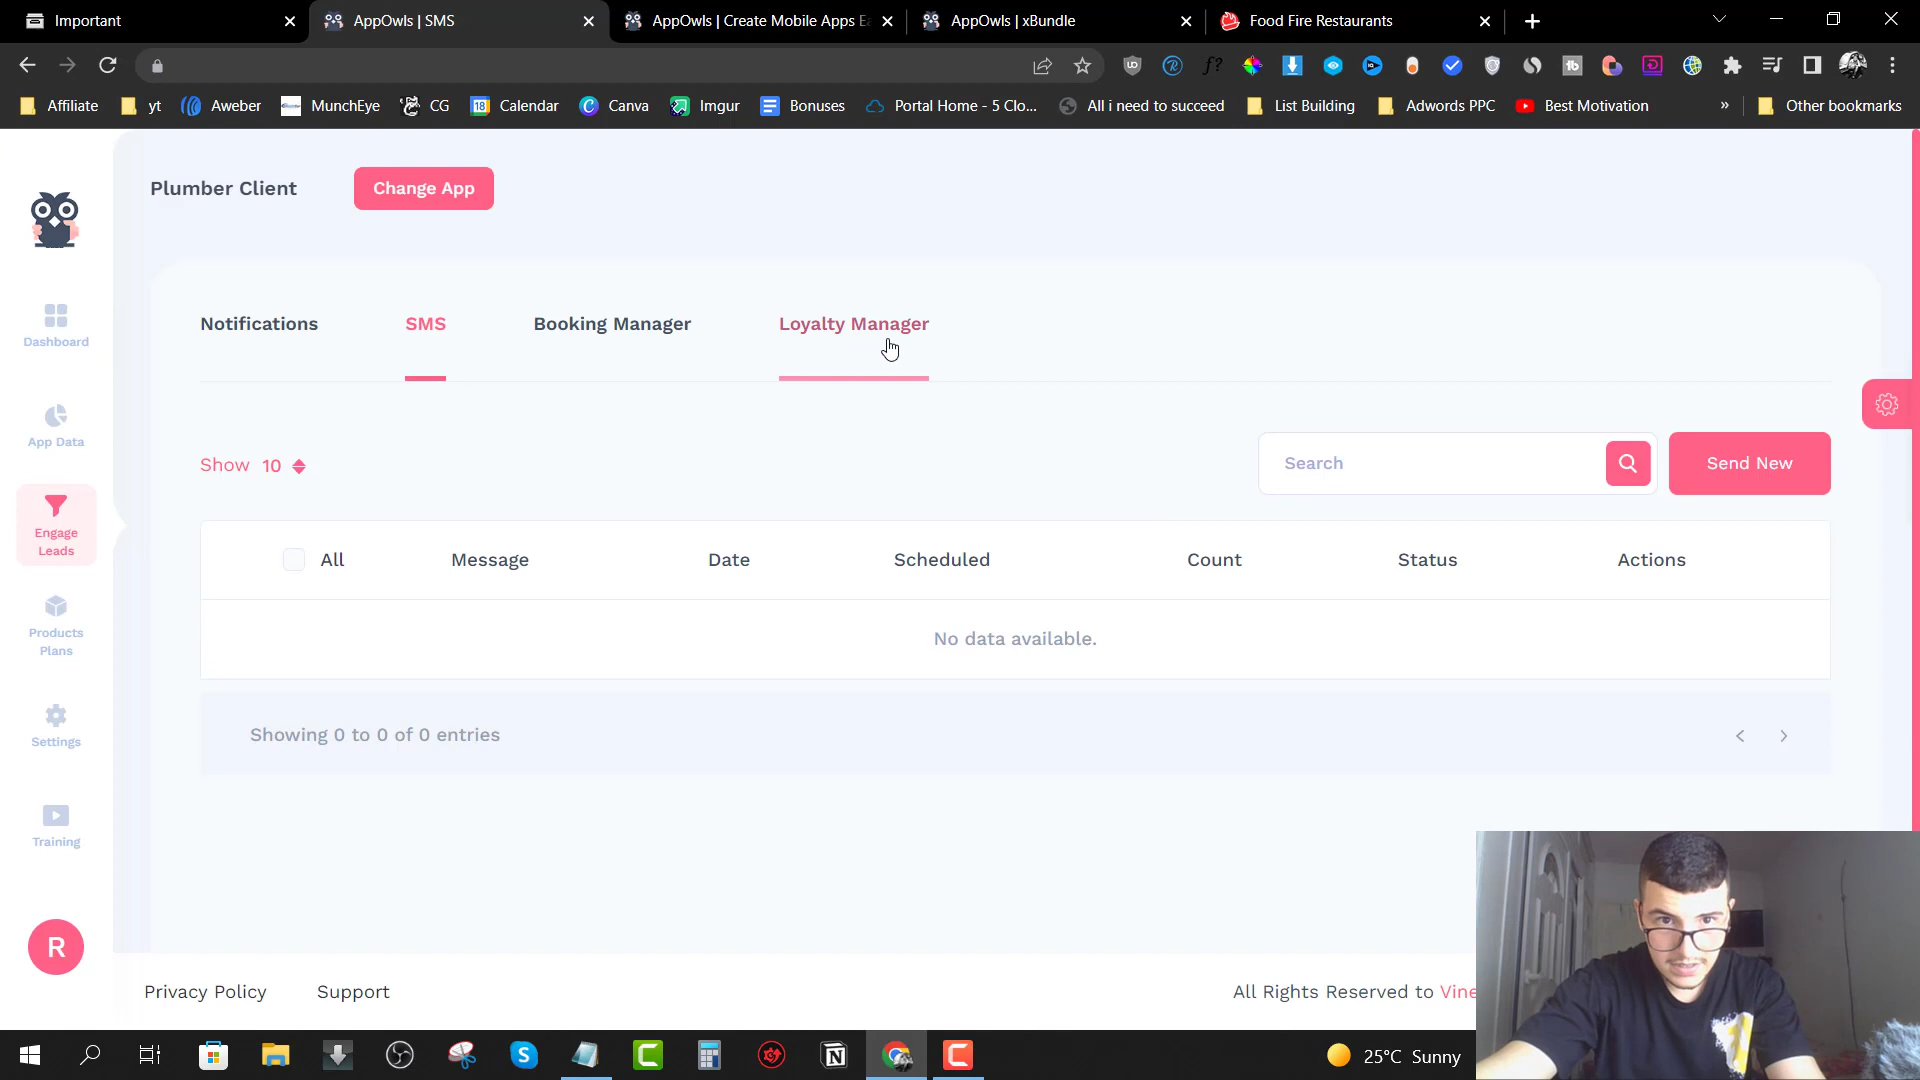 Important
AppOwls | SMS
AppOwls | Create Mobile Apps Ea
AppOwls | xBundle
Food Fire Restaurants
Affiliate
yt
Aweber
MunchEye
CG
Calendar
Canva
Imgur
Bonuses
Portal Home - 5 Clo...
All i need to succeed
List Building
Adwords PPC
Best Motivation
»
Other bookmarks
Plumber Client
Change App
Notifications
SMS
Booking Manager
Loyalty Manager
Dashboard
App Data
Engage
Leads
Products
Plans
Settings
Training
R
Show 10
Search
Send New
All
Message
Date
Scheduled
Count
Status
Actions
No data available.
Showing 0 to 0 of 0 entries
Privacy Policy
Support
All Rights Reserved to Vine
25°C Sunny